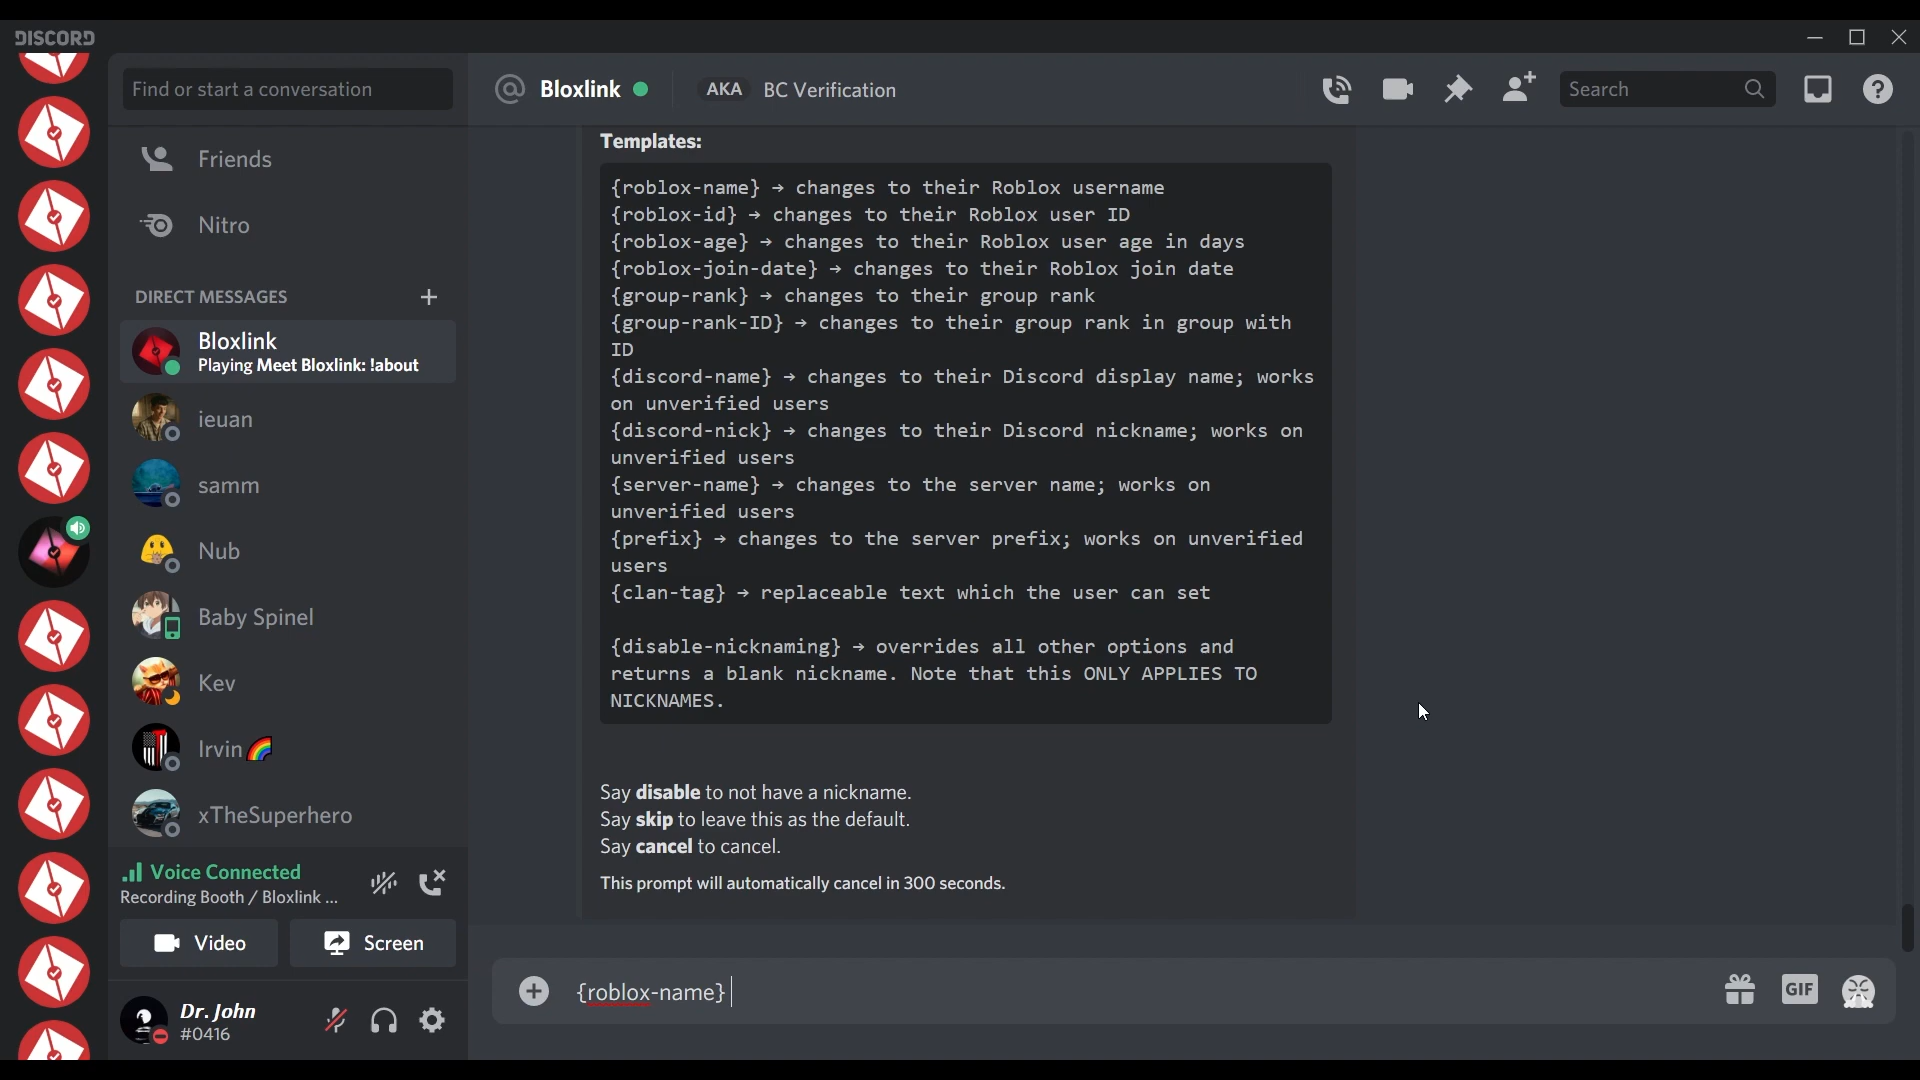 DISCORD
Find or start a conversation
Bloxlink
AKA BC Verification
Search
Friends
Nitro
DIRECT MESSAGES
Bloxlink
Playing Meet Bloxlink: !about
ieuan
samm
Nub
Baby Spinel
Kev
Irvin🌈
xTheSuperhero
Voice Connected
Recording Booth / Bloxlink ...
Video
Screen
Dr. John
#0416
Templates:
{roblox-name} → changes to their Roblox username
{roblox-id} → changes to their Roblox user ID
{roblox-age} → changes to their Roblox user age in days
{roblox-join-date} → changes to their Roblox join date
{group-rank} → changes to their group rank
{group-rank-ID} → changes to their group rank in group with
ID
{discord-name} → changes to their Discord display name; works
on unverified users
{discord-nick} → changes to their Discord nickname; works on
unverified users
{server-name} → changes to the server name; works on
unverified users
{prefix} → changes to the server prefix; works on unverified
users
{clan-tag} → replaceable text which the user can set
{disable-nicknaming} → overrides all other options and
returns a blank nickname. Note that this ONLY APPLIES TO
NICKNAMES.
Say disable to not have a nickname.
Say skip to leave this as the default.
Say cancel to cancel.
This prompt will automatically cancel in 300 seconds.
{roblox-name}
GIF